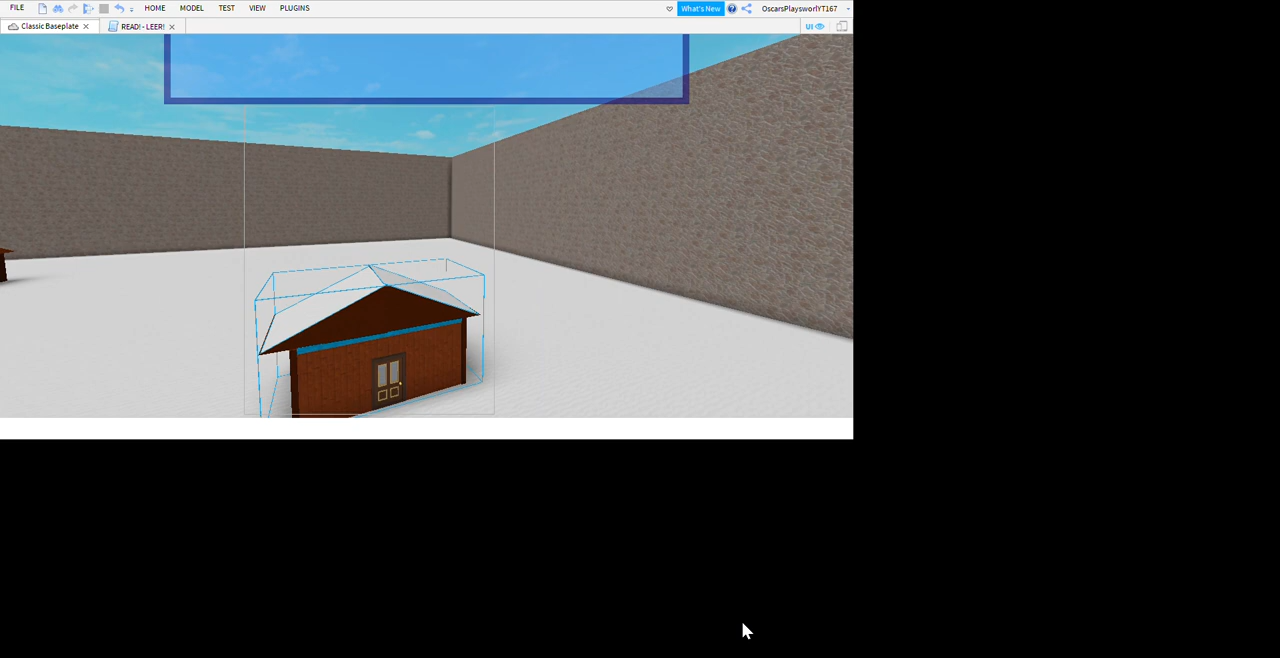 FILE HOME MODEL TEST VIEW PLUGINS What's New OscarsPlaysworlYT167
Classic Baseplate READ! - LEER! UI